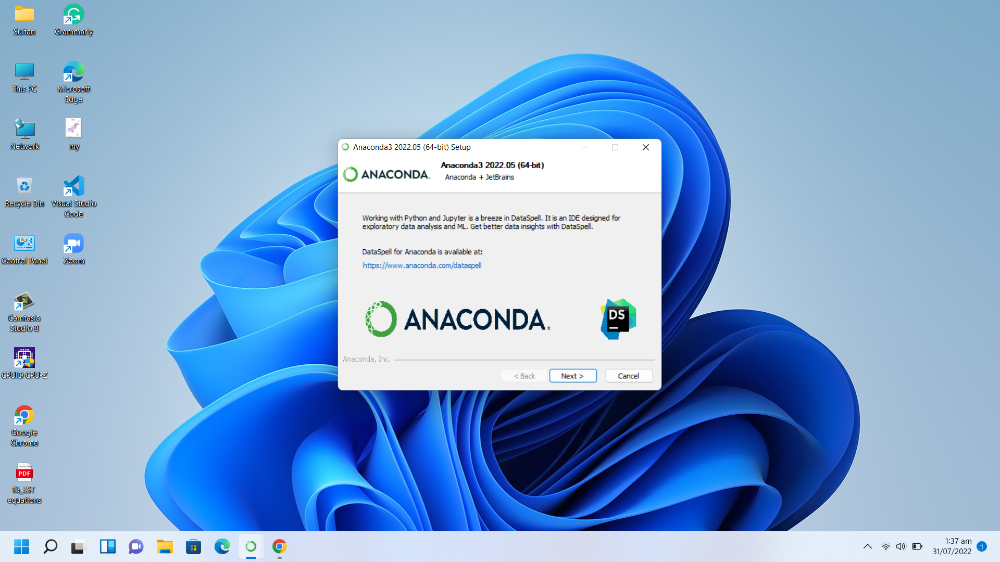 Sultan
Grammarly
This PC
Microsoft
Edge
Network
my
Recycle Bin
Visual Studio
Code
Control Panel
Zoom
Camtasia
Studio 8
CPUID CPU-Z
Google
Chrome
PDF
15_LST
equations
Anaconda3 2022.05 (64-bit) Setup
ANACONDA.
Anaconda3 2022.05 (64-bit)
Anaconda + JetBrains
Working with Python and Jupyter is a breeze in DataSpell. It is an IDE designed for
exploratory data analysis and ML. Get better data insights with DataSpell.
DataSpell for Anaconda is available at:
https://www.anaconda.com/dataspell
ANACONDA.
DS
Anaconda, Inc.
< Back
Next >
Cancel
1:37 am
31/07/2022
1